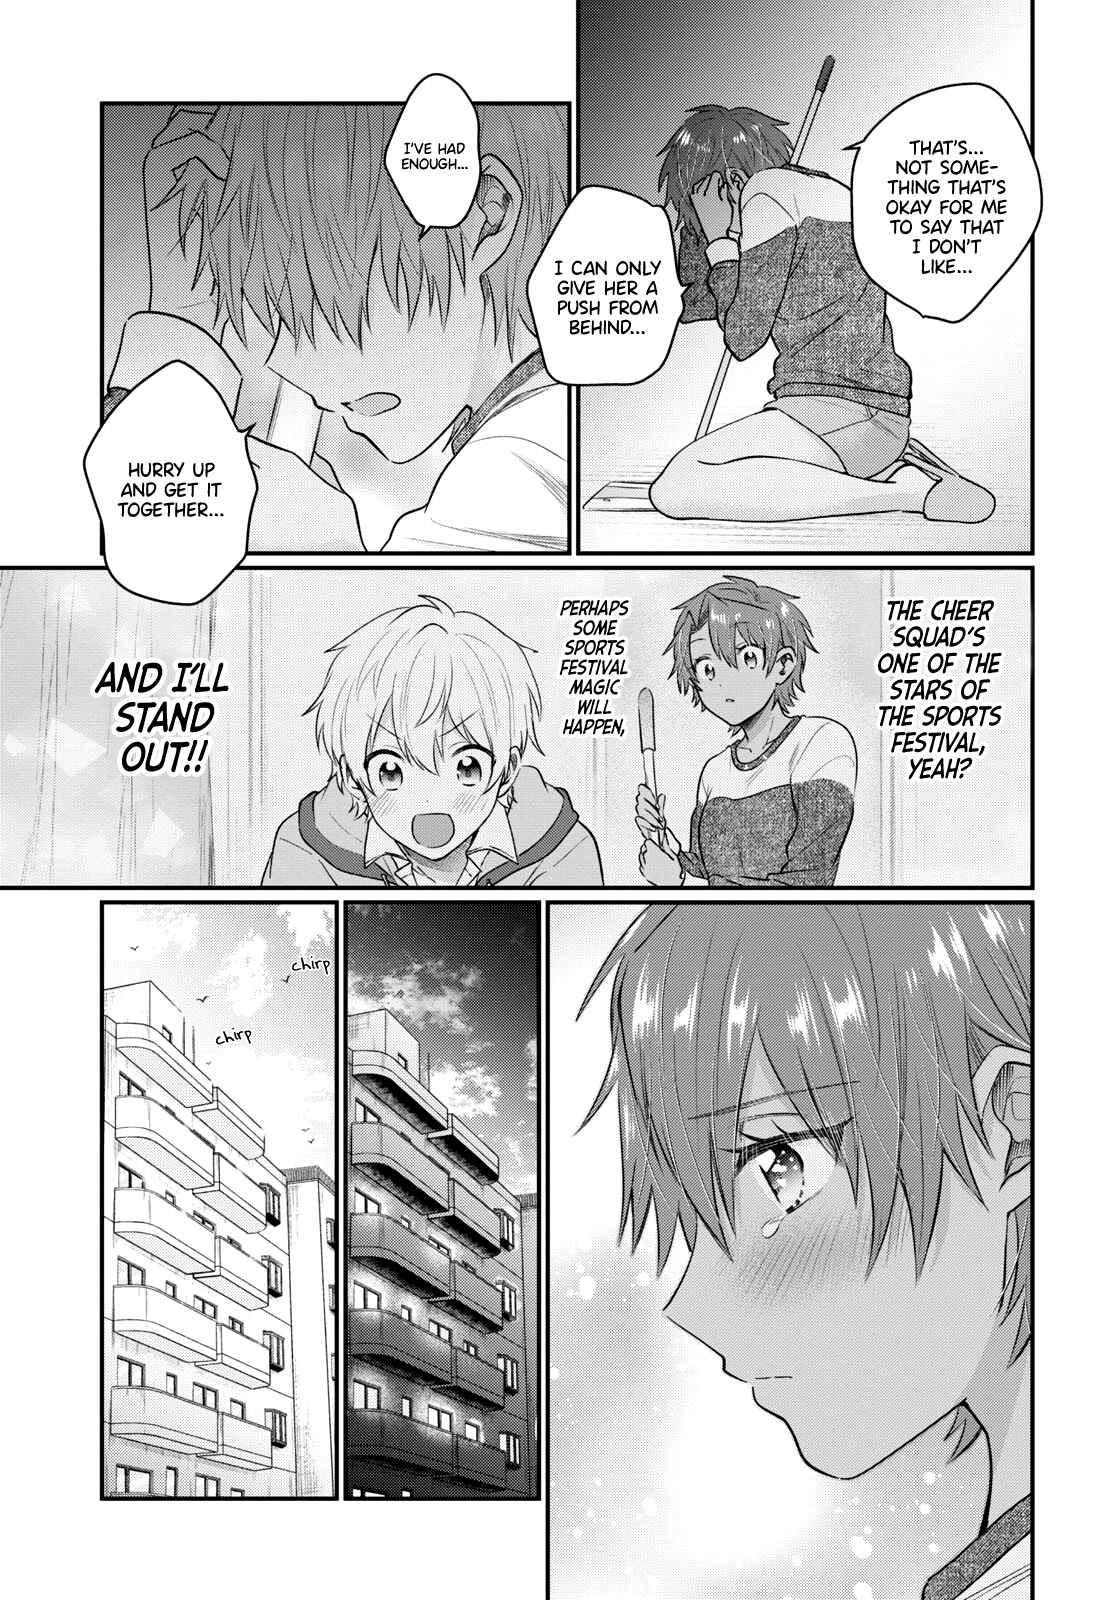 THAT'S...
NOT SOME-
THING THAT'S
OKAY FOR ME
TO SAY THAT
I DON'T
LIKE...
I CAN ONLY
GIVE HER A
PUSH FROM
BEHIND...
I'VE HAD
ENOUGH...
HURRY UP
AND GET IT
TOGETHER...
THE CHEER
SQUAD'S
ONE OF THE
STARS OF
THE SPORTS
FESTIVAL,
YEAH?
PERHAPS
SOME
SPORTS
FESTIVAL
MAGIC
WILL
HAPPEN,
AND I'LL
STAND
OUT!!
chirp
chirp